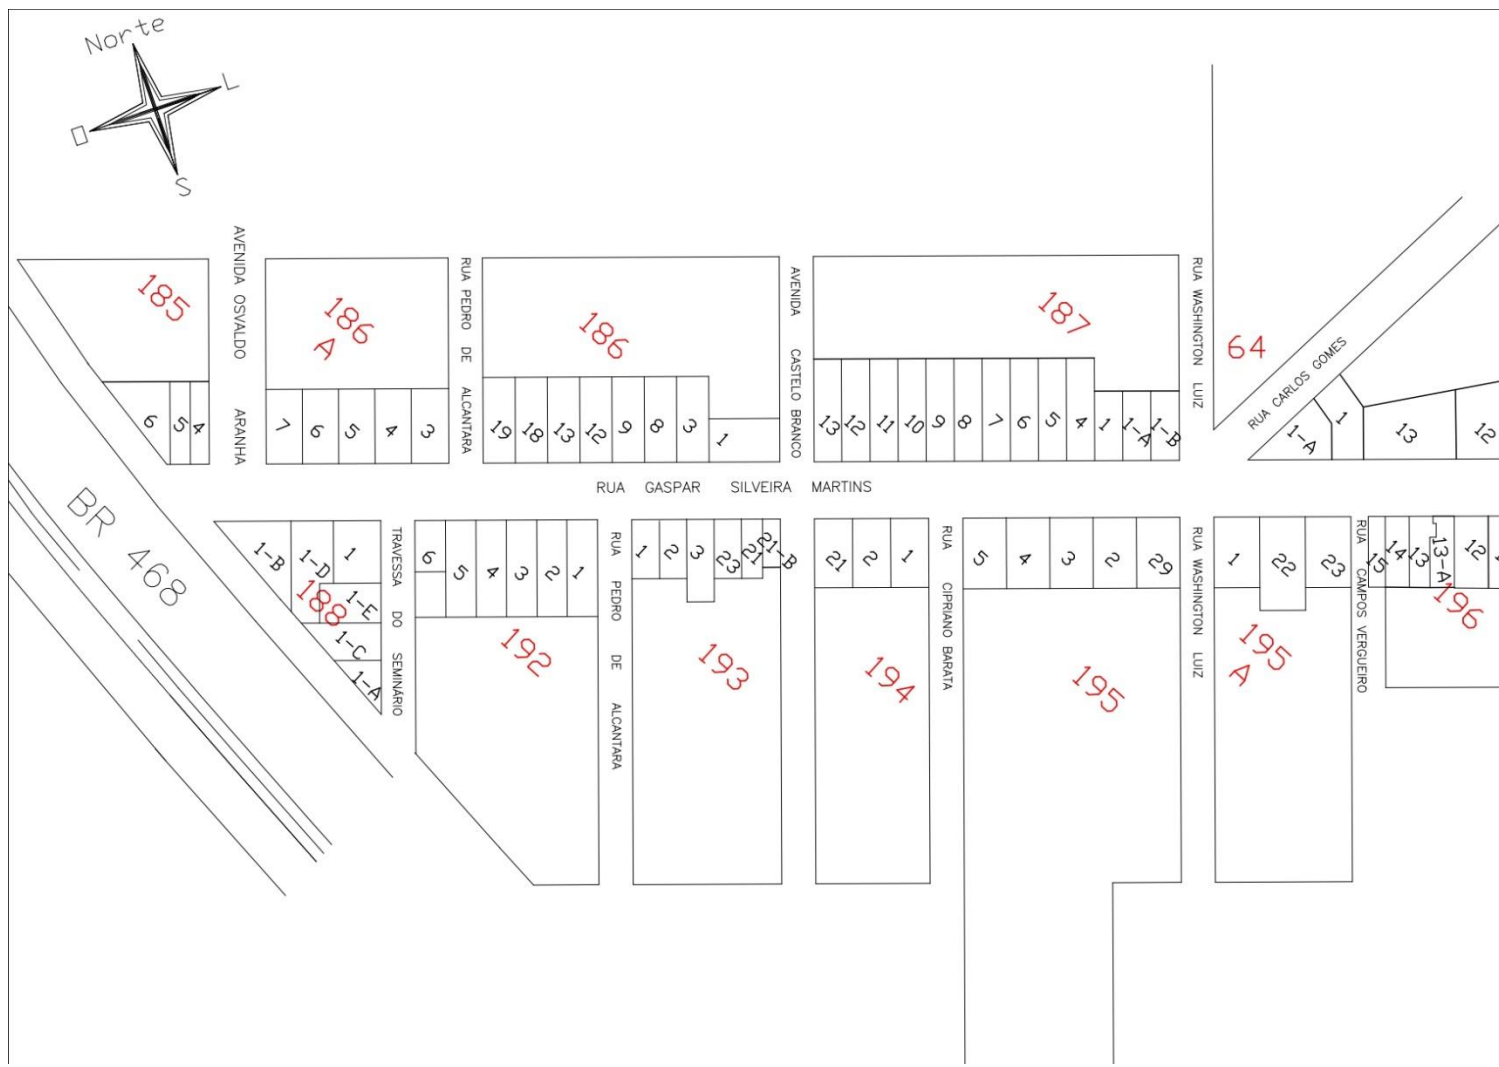 Norte
L
O
S
AVENIDA OSVALDO ARANHA
RUA PEDRO DE ALCANTARA
AVENIDA CASTELO BRANCO
RUA WASHINGTON LUIZ
185
186
A
186
187
64
RUA CARLOS GOMES
6 5 4
7 6 5 4 3
19 18 13 12 9 8 3 1
13 12 11 10 9 8 7 6 5 4 1 1-A 1-B
1-A 1 13 12
RUA GASPAR SILVEIRA MARTINS
BR 468
1-B 1-D 1
1-E
1-C
1-A
188
TRAVESSA DO SEMINÁRIO
6 5 4 3 2 1
192
RUA PEDRO DE ALCANTARA
1 2 3 23 21 21-B
193
21 2 1
194
RUA CIPRIANO BARATA
5 4 3 2 29
195
RUA WASHINGTON LUIZ
1 22 23
195
A
RUA CAMPOS VERGUEIRO
15 14 13 13-A 12
196